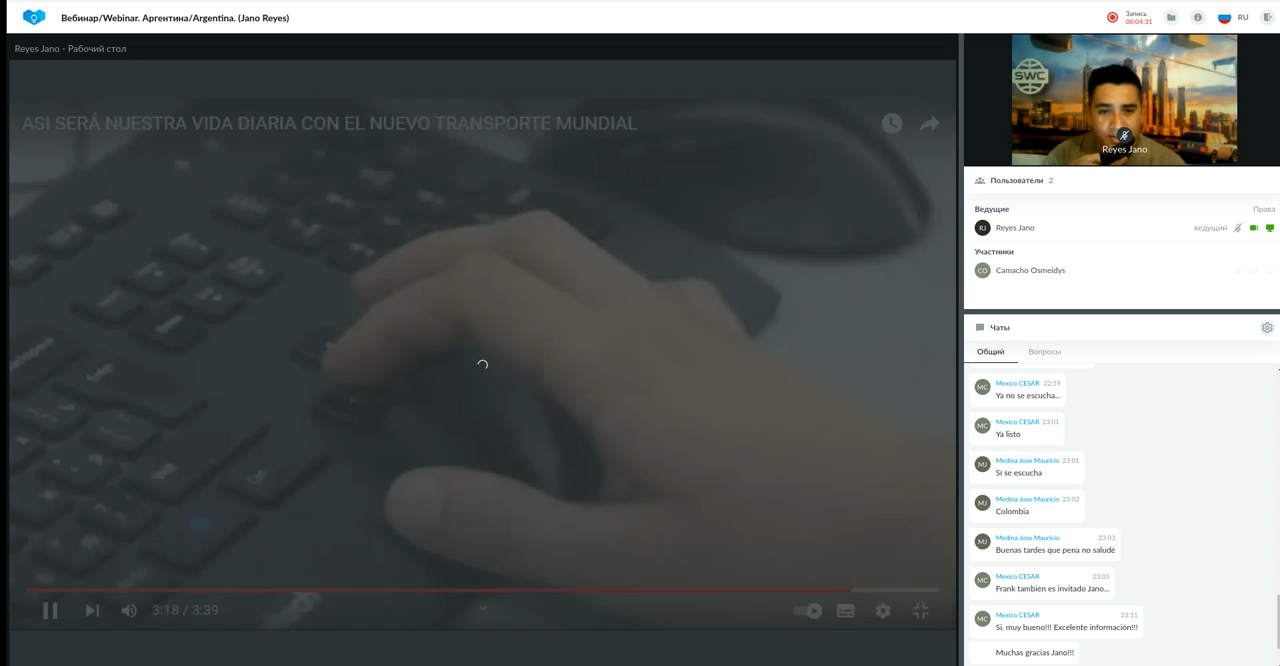 Вебинар/Webinar. Аргентина/Argentina. (Jano Reyes)
Запись
00:04:31
RU
Reyes Jano - Рабочий стол
ASI SERÁ NUESTRA VIDA DIARIA CON EL NUEVO TRANSPORTE MUNDIAL
3:18 / 3:39
SWC
Reyes Jano
Пользователи 2
Ведущие
Права
RJ
Reyes Jano
ведущий
Участники
CO
Camacho Osmeidys
Чаты
Общий
Вопросы
MC
Mexico CESAR 22:59
Ya no se escucha...
MC
Mexico CESAR 23:01
Ya listo
MJ
Medina Jose Mauricio 23:01
Si se escucha
MJ
Medina Jose Mauricio 23:02
Colombia
MJ
Medina Jose Mauricio 23:03
Buenas tardes que pena no saludé
MC
Mexico CESAR 23:03
Frank también es invitado Jano...
MC
Mexico CESAR 23:11
Si, muy bueno!!! Excelente información!!!
Muchas gracias Jano!!!